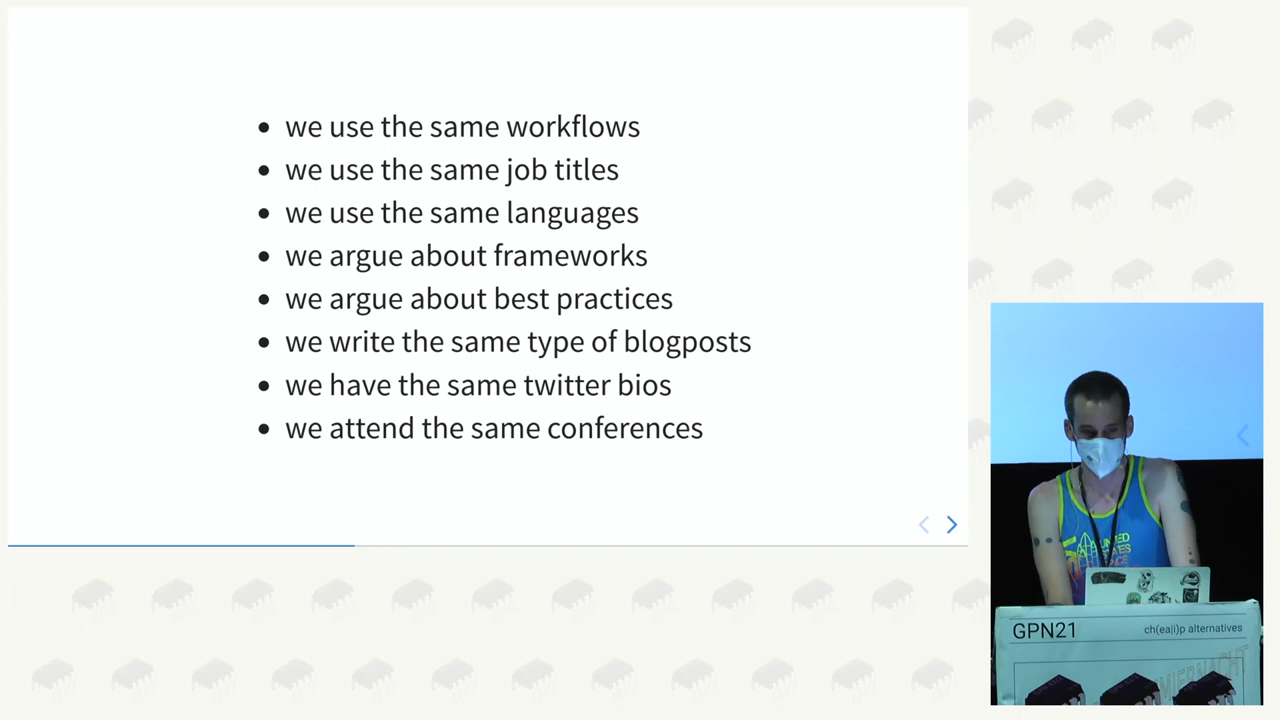 we use the same workflows
we use the same job titles
we use the same languages
we argue about frameworks
we argue about best practices
we write the same type of blogposts
we have the same twitter bios
we attend the same conferences
GPN21
ch(ea|i)p alternatives